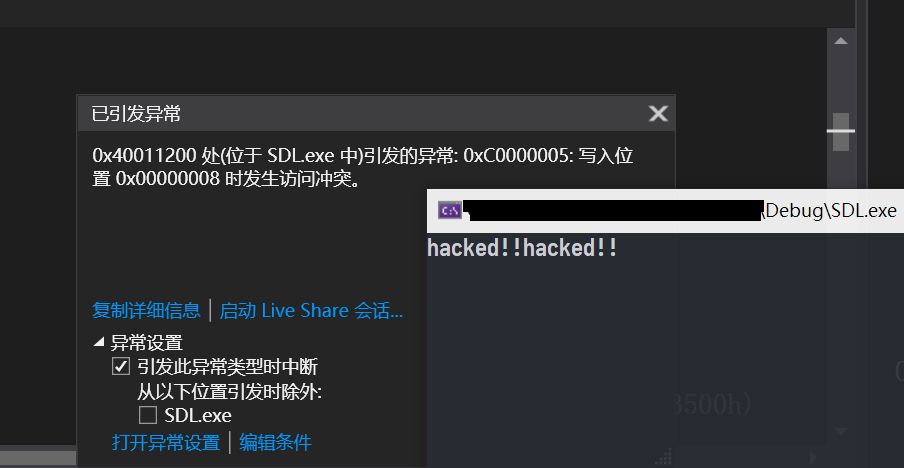 已引发异常
0x40011200 处(位于 SDL.exe 中)引发的异常: 0xC0000005: 写入位
置 0x00000008 时发生访问冲突。
\Debug\SDL.exe
hacked!!hacked!!
复制详细信息 | 启动 Live Share 会话...
异常设置
引发此异常类型时中断
从以下位置引发时除外:
SDL.exe
3500h)
打开异常设置 | 编辑条件